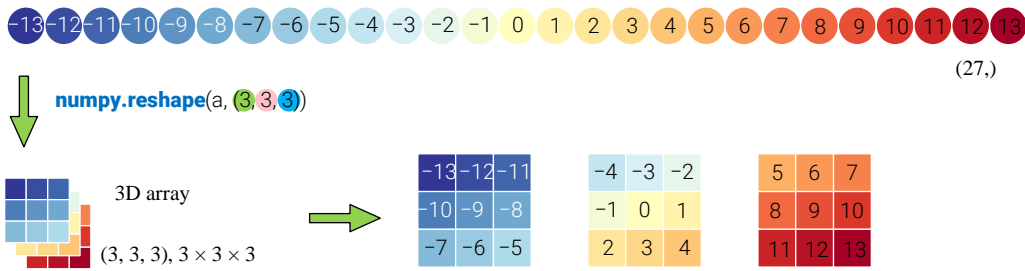 −13 −12 −11 −10 −9 −8 −7 −6 −5 −4 −3 −2 −1 0 1 2 3 4 5 6 7 8 9 10 11 12 13
(27,)
numpy.reshape(a, (3, 3, 3))
3D array
(3, 3, 3), 3 × 3 × 3
−13 −12 −11
−10 −9 −8
−7 −6 −5
−4 −3 −2
−1 0 1
2 3 4
5 6 7
8 9 10
11 12 13